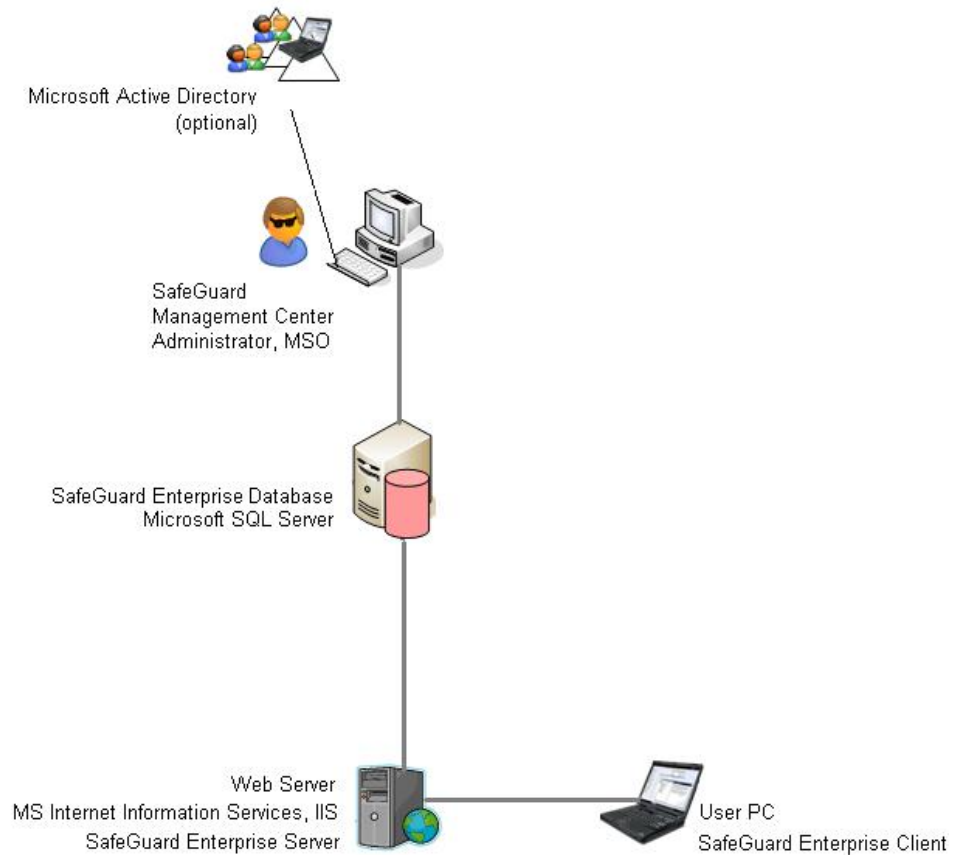 Microsoft Active Directory
(optional)
SafeGuard
Management Center
Administrator, MSO
SafeGuard Enterprise Database
Microsoft SQL Server
Web Server
MS Internet Information Services, IIS
SafeGuard Enterprise Server
User PC
SafeGuard Enterprise Client